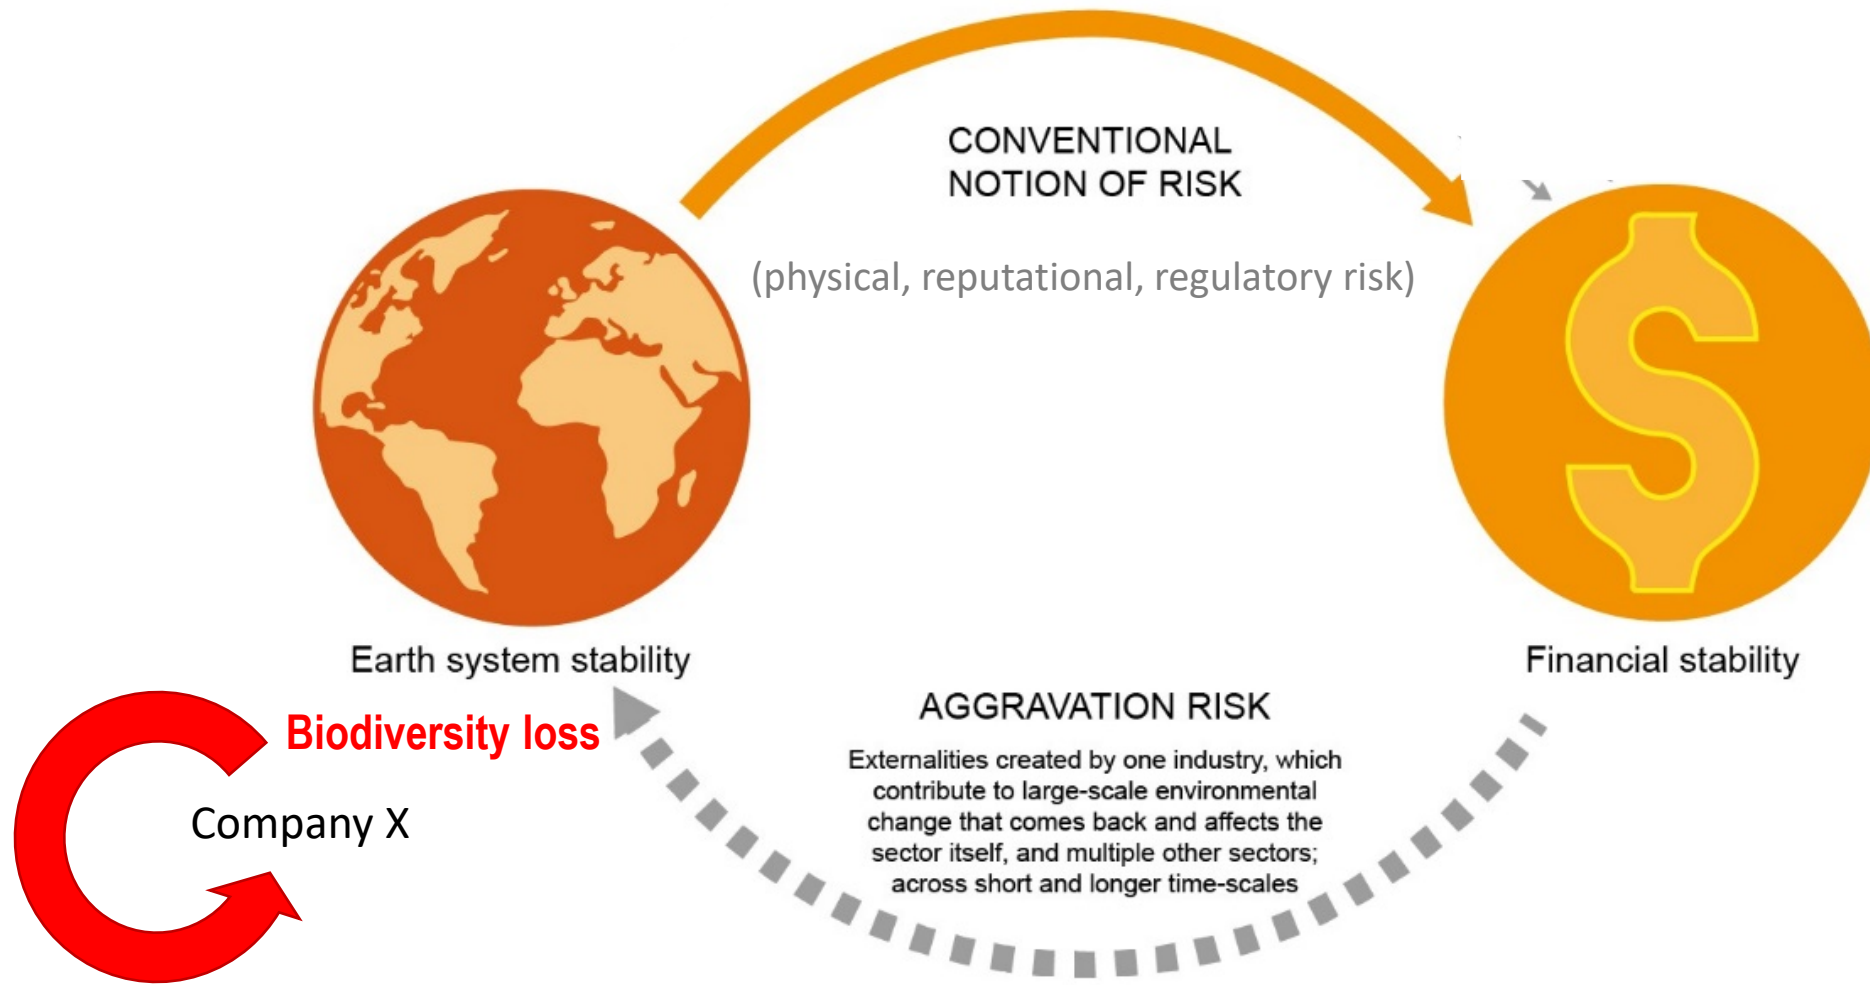 CONVENTIONAL
NOTION OF RISK
(physical, reputational, regulatory risk)
Earth system stability
Financial stability
Biodiversity loss
Company X
AGGRAVATION RISK
Externalities created by one industry, which
contribute to large-scale environmental
change that comes back and affects the
sector itself, and multiple other sectors;
across short and longer time-scales